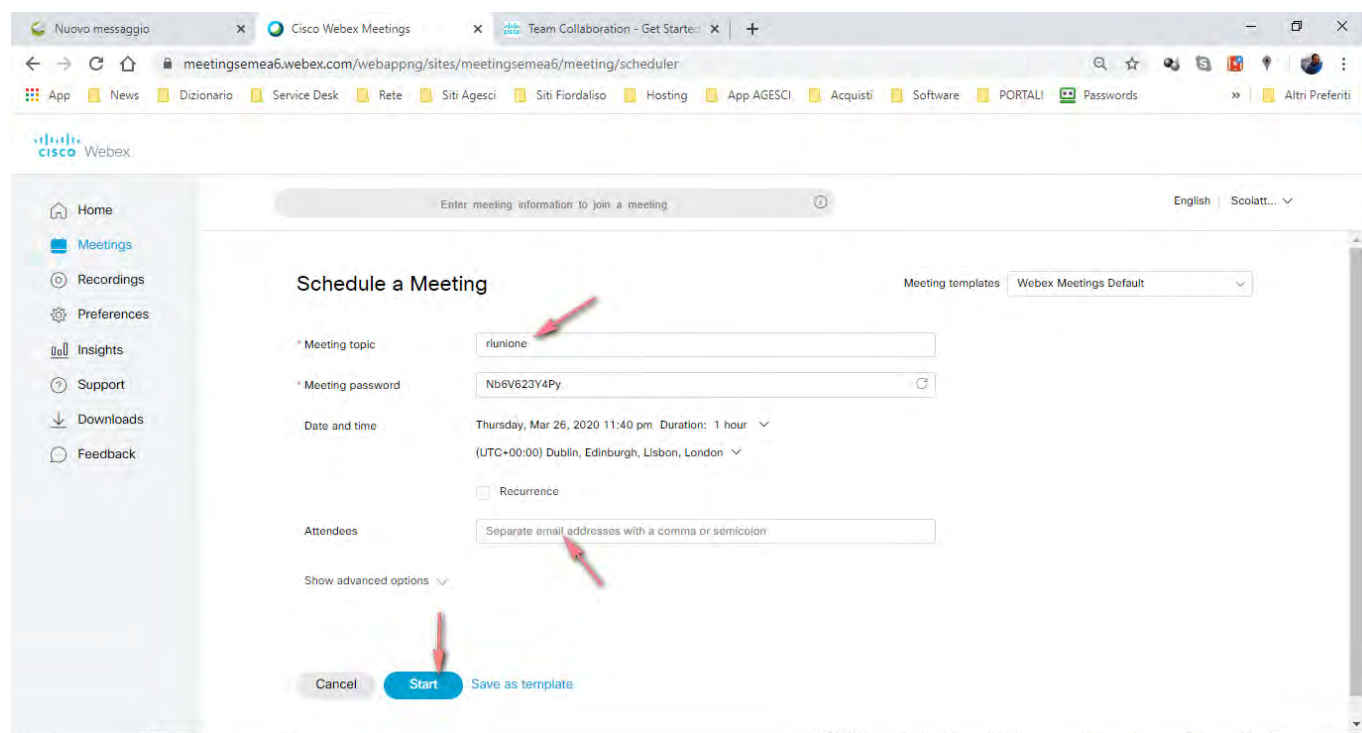 Nuovo messaggio
Cisco Webex Meetings
Team Collaboration - Get Started
meetingsemea6.webex.com/webappng/sites/meetingsemea6/meeting/scheduler
App News Dizionario Service Desk Rete Siti Agesci Siti Fiordaliso Hosting App AGESCI Acquisti Software PORTALI Passwords » Altri Preferiti
CISCO Webex
Enter meeting information to join a meeting
English Scolatt...
Home
Meetings
Recordings
Preferences
Insights
Support
Downloads
Feedback
Schedule a Meeting
Meeting templates Webex Meetings Default
* Meeting topic riunione
* Meeting password Nb6V623Y4Py
Date and time Thursday, Mar 26, 2020 11:40 pm Duration: 1 hour
(UTC+00:00) Dublin, Edinburgh, Lisbon, London
Recurrence
Attendees Separate email addresses with a comma or semicolon
Show advanced options
Cancel Start Save as template